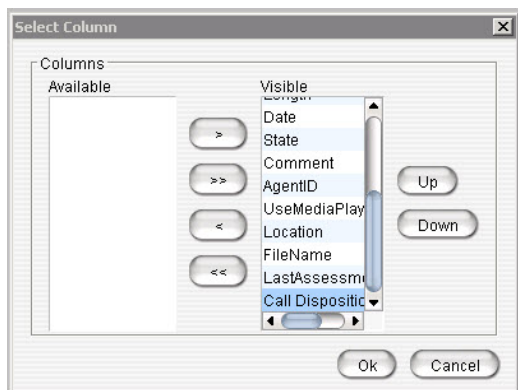 Select Column
Columns
Available
Visible
Length
Date
State
Comment
AgentID
UseMediaPlay
Location
FileName
LastAssessm
Call Dispositic
>
>>
<
<<
Up
Down
Ok
Cancel